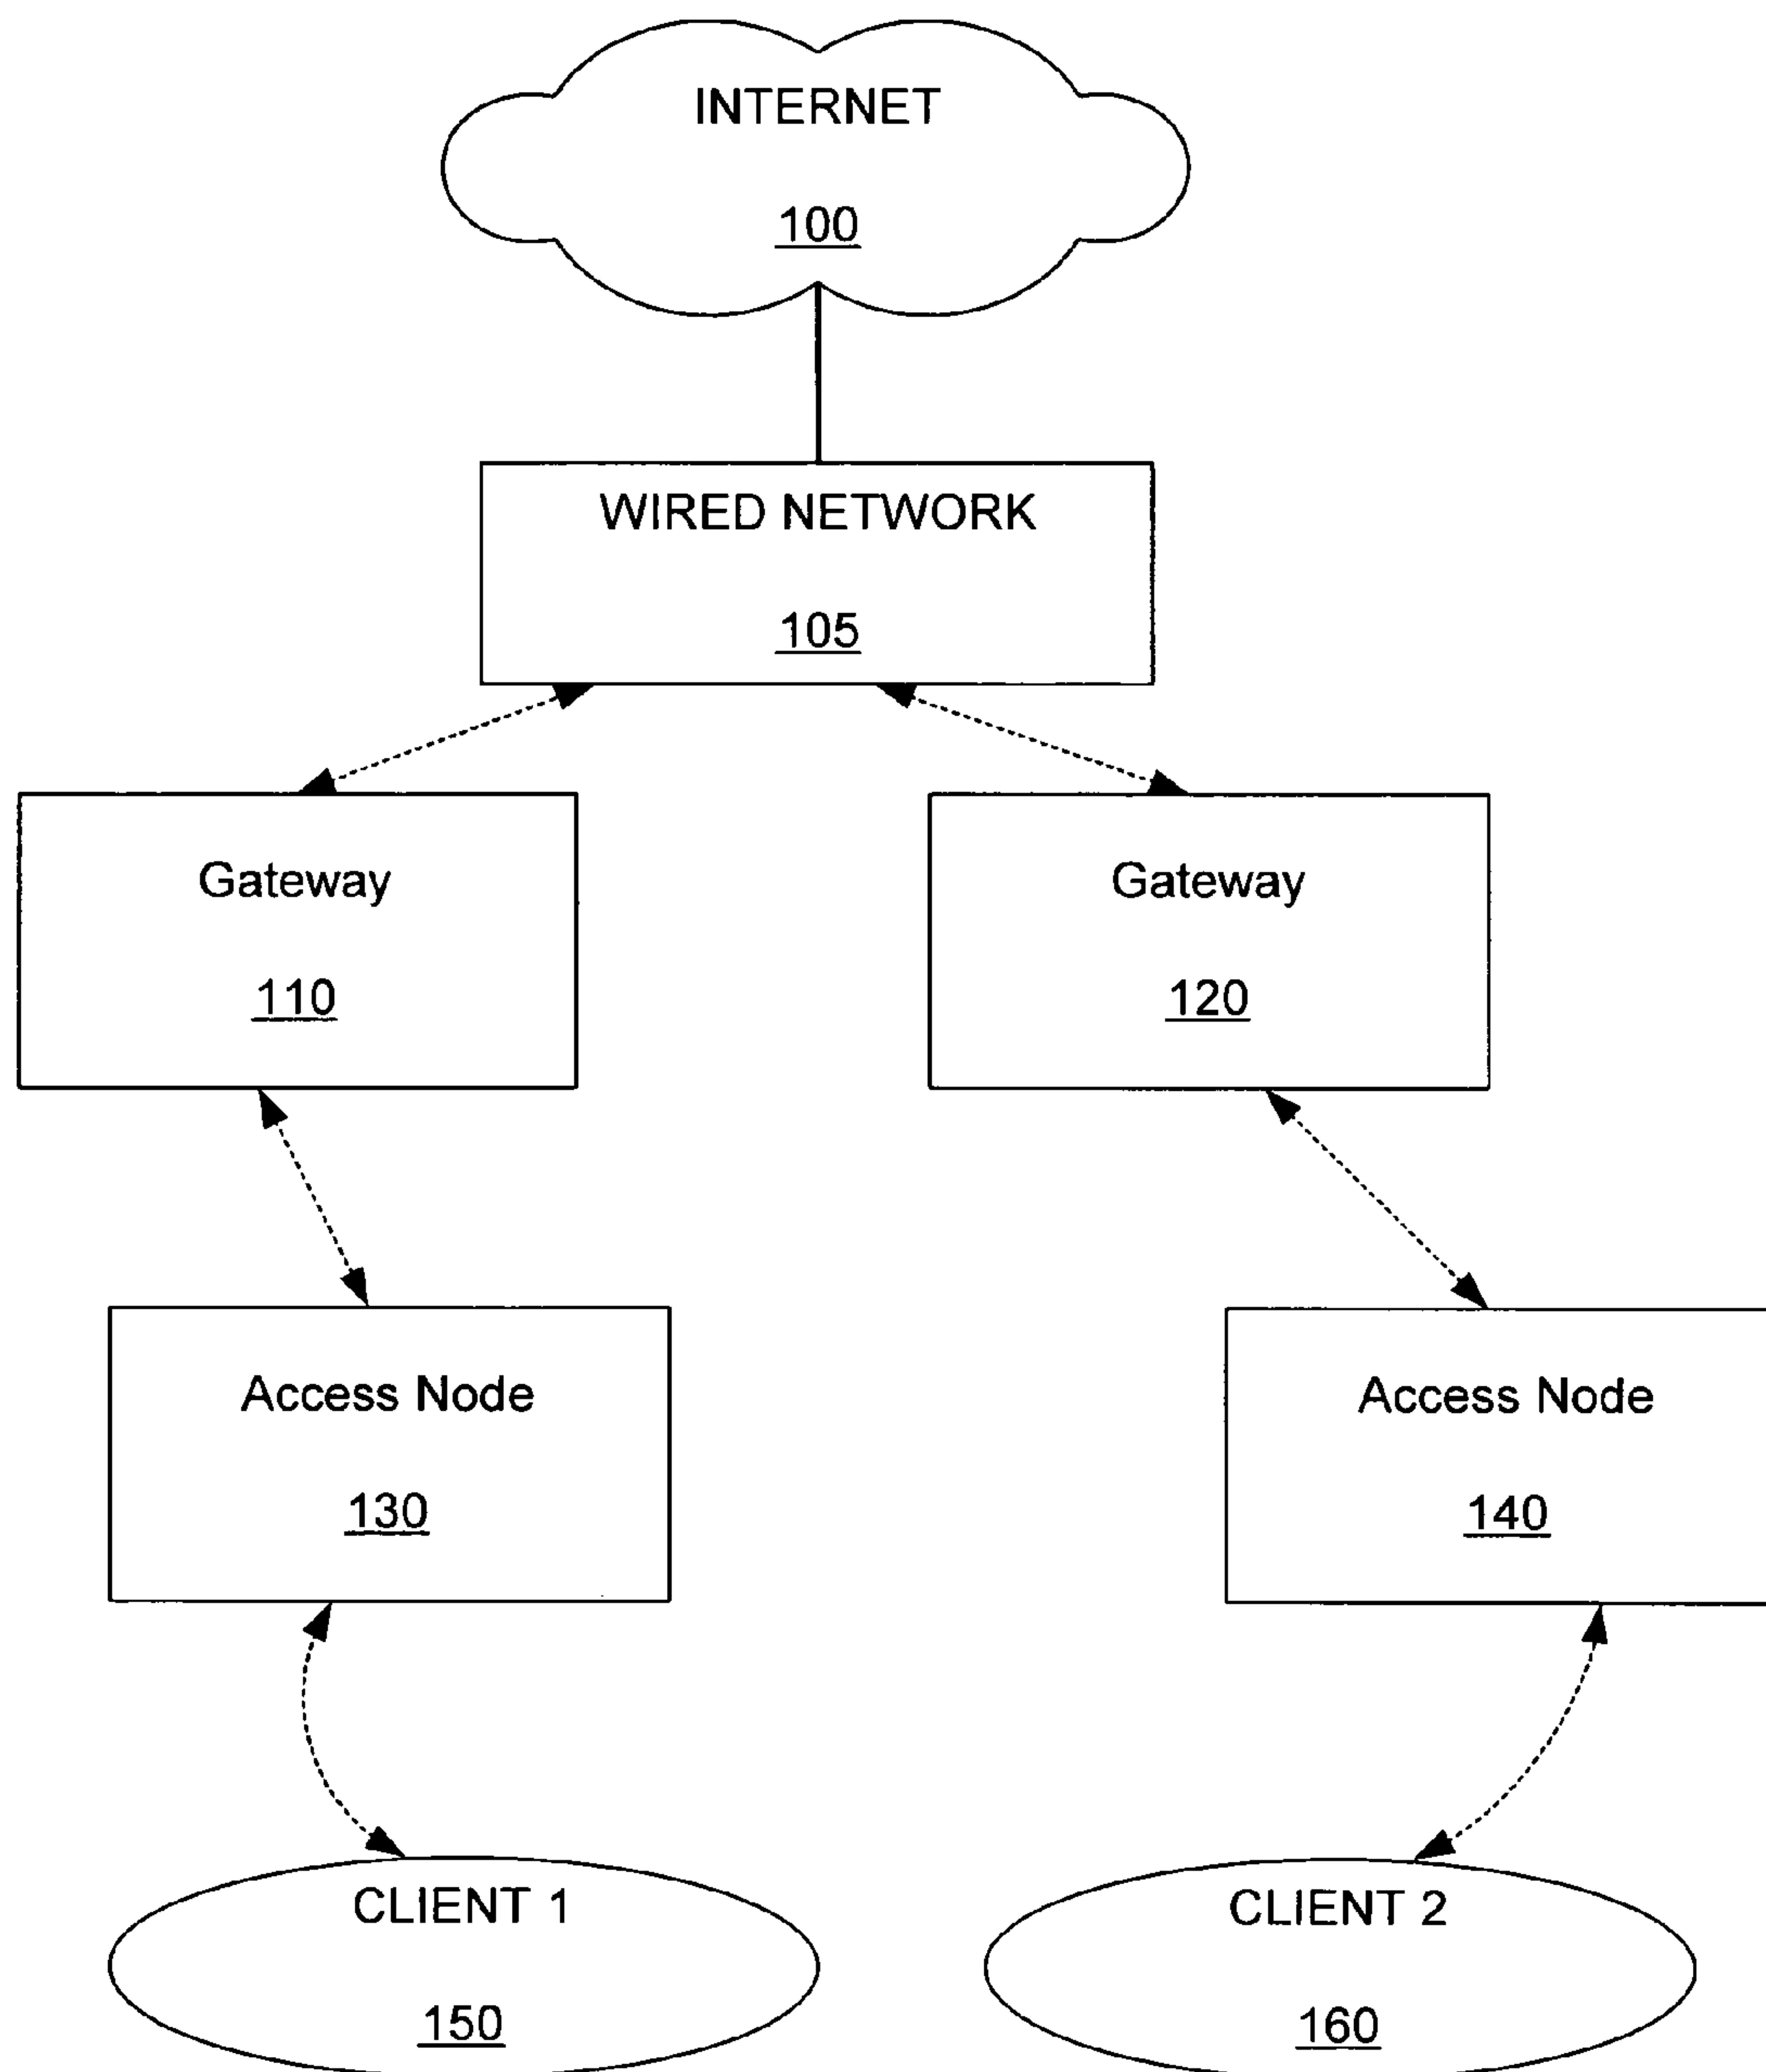 INTERNET
100
WIRED NETWORK
105
Gateway
110
Gateway
120
Access Node
130
Access Node
140
CLIENT 1
150
CLIENT 2
160